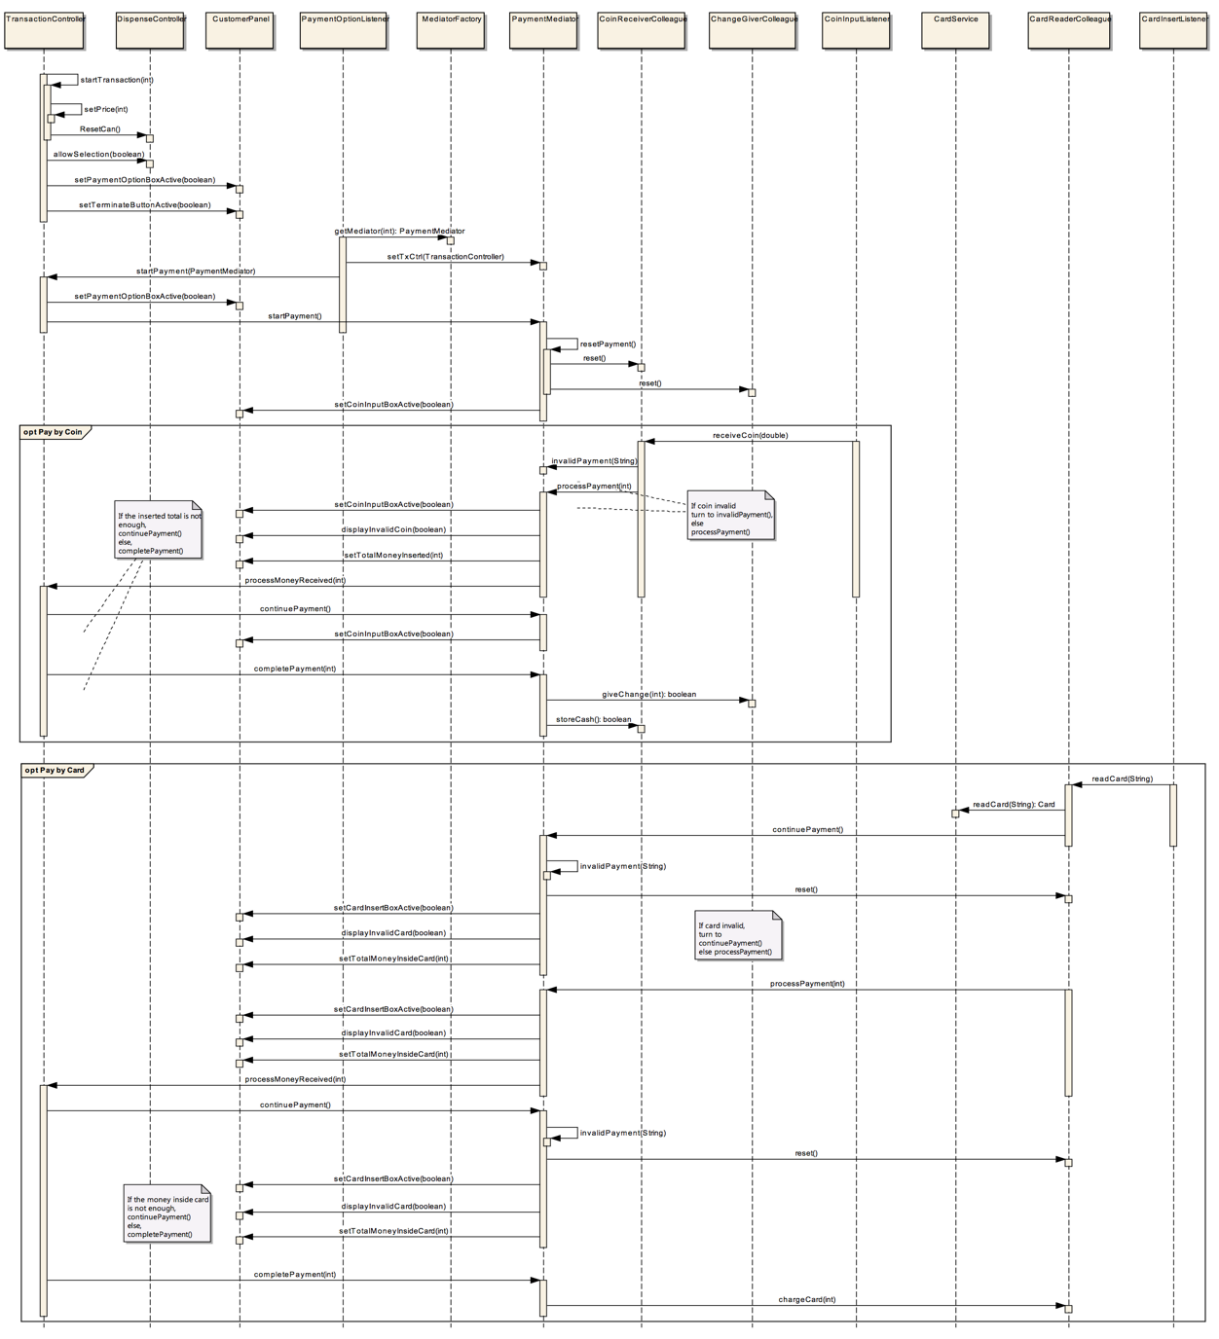 TransactionController
DispenseController
CustomerPanel
PaymentOptionListener
MediatorFactory
PaymentMediator
CoinReceiverColleague
ChangeGiverColleague
CoinInputListener
CardService
CardReaderColleague
CardInsertListener
startTransaction(int)
setPrice(int)
ResetCan()
allowSelection(boolean)
setPaymentOptionBoxActive(boolean)
setTerminateButtonActive(boolean)
getMediator(int): PaymentMediator
setTxCtrl(TransactionController)
startPayment(PaymentMediator)
setPaymentOptionBoxActive(boolean)
startPayment()
resetPayment()
reset()
reset()
setCoinInputBoxActive(boolean)
opt Pay by Coin
receiveCoin(double)
invalidPayment(String)
processPayment(int)
If coin invalid
turn to invalidPayment(),
else
processPayment()
If the inserted total is not
enough,
continuePayment()
else,
completePayment()
setCoinInputBoxActive(boolean)
displayInvalidCoin(boolean)
setTotalMoneyInserted(int)
processMoneyReceived(int)
continuePayment()
setCoinInputBoxActive(boolean)
completePayment(int)
giveChange(int): boolean
storeCash(): boolean
opt Pay by Card
readCard(String)
readCard(String): Card
continuePayment()
invalidPayment(String)
reset()
setCardInsertBoxActive(boolean)
If card invalid,
turn to
continuePayment()
else processPayment()
displayInvalidCard(boolean)
setTotalMoneyInsideCard(int)
processPayment(int)
setCardInsertBoxActive(boolean)
displayInvalidCard(boolean)
setTotalMoneyInsideCard(int)
processMoneyReceived(int)
continuePayment()
invalidPayment(String)
reset()
setCardInsertBoxActive(boolean)
If the money inside card
is not enough,
continuePayment()
else,
completePayment()
displayInvalidCard(boolean)
setTotalMoneyInsideCard(int)
completePayment(int)
chargeCard(int)